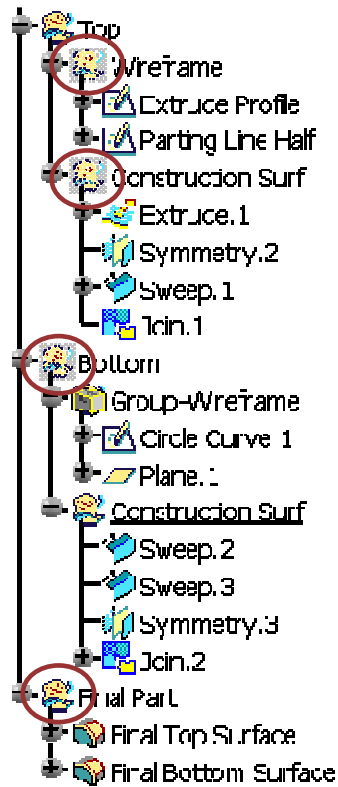 Top
Wireframe
Extruce Profile
Parting Line Half
Construction Surf
Extruce.1
Symmetry.2
Sweep.1
Join.1
Bottom
Group-Wireframe
Circle Curve 1
Plane.1
Construction Surf
Sweep.2
Sweep.3
Symmetry.3
Join.2
Final Part
Final Top Surface
Final Bottom Surface